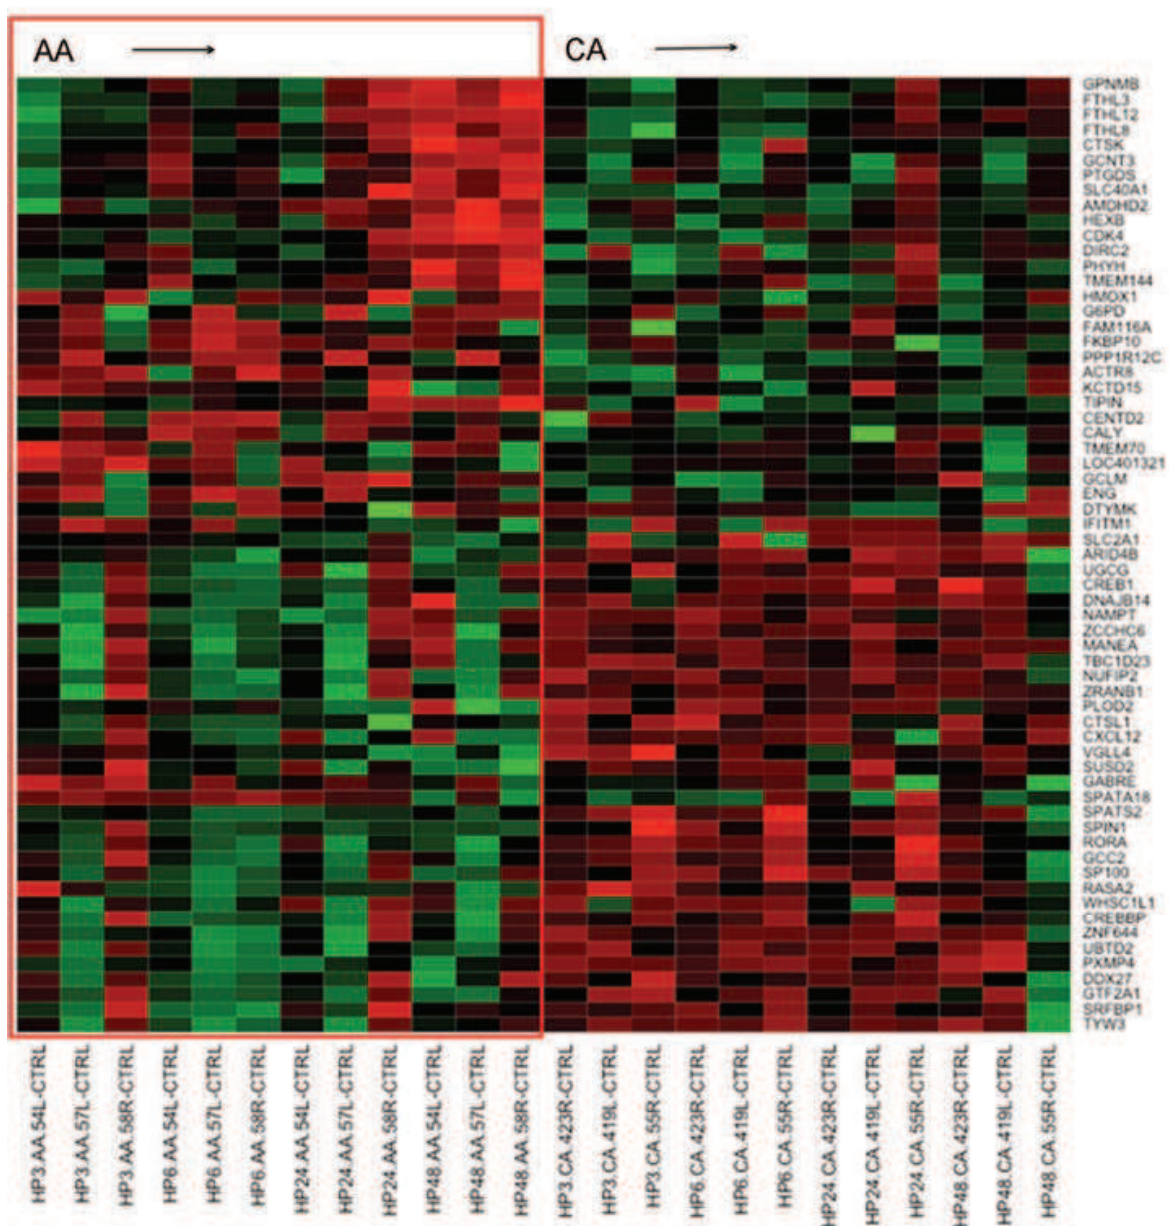 AA
CA
GPNMB
FTHL3
FTHL12
FTHL8
CTSK
GCNT3
PTGDS
SLC40A1
AMDHD2
HEXB
CDK4
DIRC2
PHYH
TMEM144
HMOX1
G6PD
FAM116A
FKBP10
PPP1R12C
ACTR8
KCTD15
TIPIN
CENTD2
CALY
TMEM70
LOC401321
GCLM
ENG
DTYMK
IFITM1
SLC2A1
ARID4B
UGCG
CREB1
DNAJB14
NAMPT
ZCCHC6
MANEA
TBC1D23
NUFIP2
ZRANB1
PLOD2
CTSL1
CXCL12
VGLL4
SUSD2
GABRE
SPATA18
SPATS2
SPIN1
RORA
GCC2
SP100
RASA2
WHSC1L1
CREBBP
ZNF644
UBTD2
PXMP4
DDX27
GTF2A1
SRFBP1
TYW3
HP3.AA.54L-CTRL
HP3.AA.57L-CTRL
HP3.AA.58R-CTRL
HP6.AA.54L-CTRL
HP6.AA.57L-CTRL
HP6.AA.58R-CTRL
HP24.AA.54L-CTRL
HP24.AA.57L-CTRL
HP24.AA.58R-CTRL
HP48.AA.54L-CTRL
HP48.AA.57L-CTRL
HP48.AA.58R-CTRL
HP3.CA.423R-CTRL
HP3.CA.419L-CTRL
HP3.CA.55R-CTRL
HP6.CA.423R-CTRL
HP6.CA.419L-CTRL
HP6.CA.55R-CTRL
HP24.CA.423R-CTRL
HP24.CA.419L-CTRL
HP24.CA.55R-CTRL
HP48.CA.423R-CTRL
HP48.CA.419L-CTRL
HP48.CA.55R-CTRL